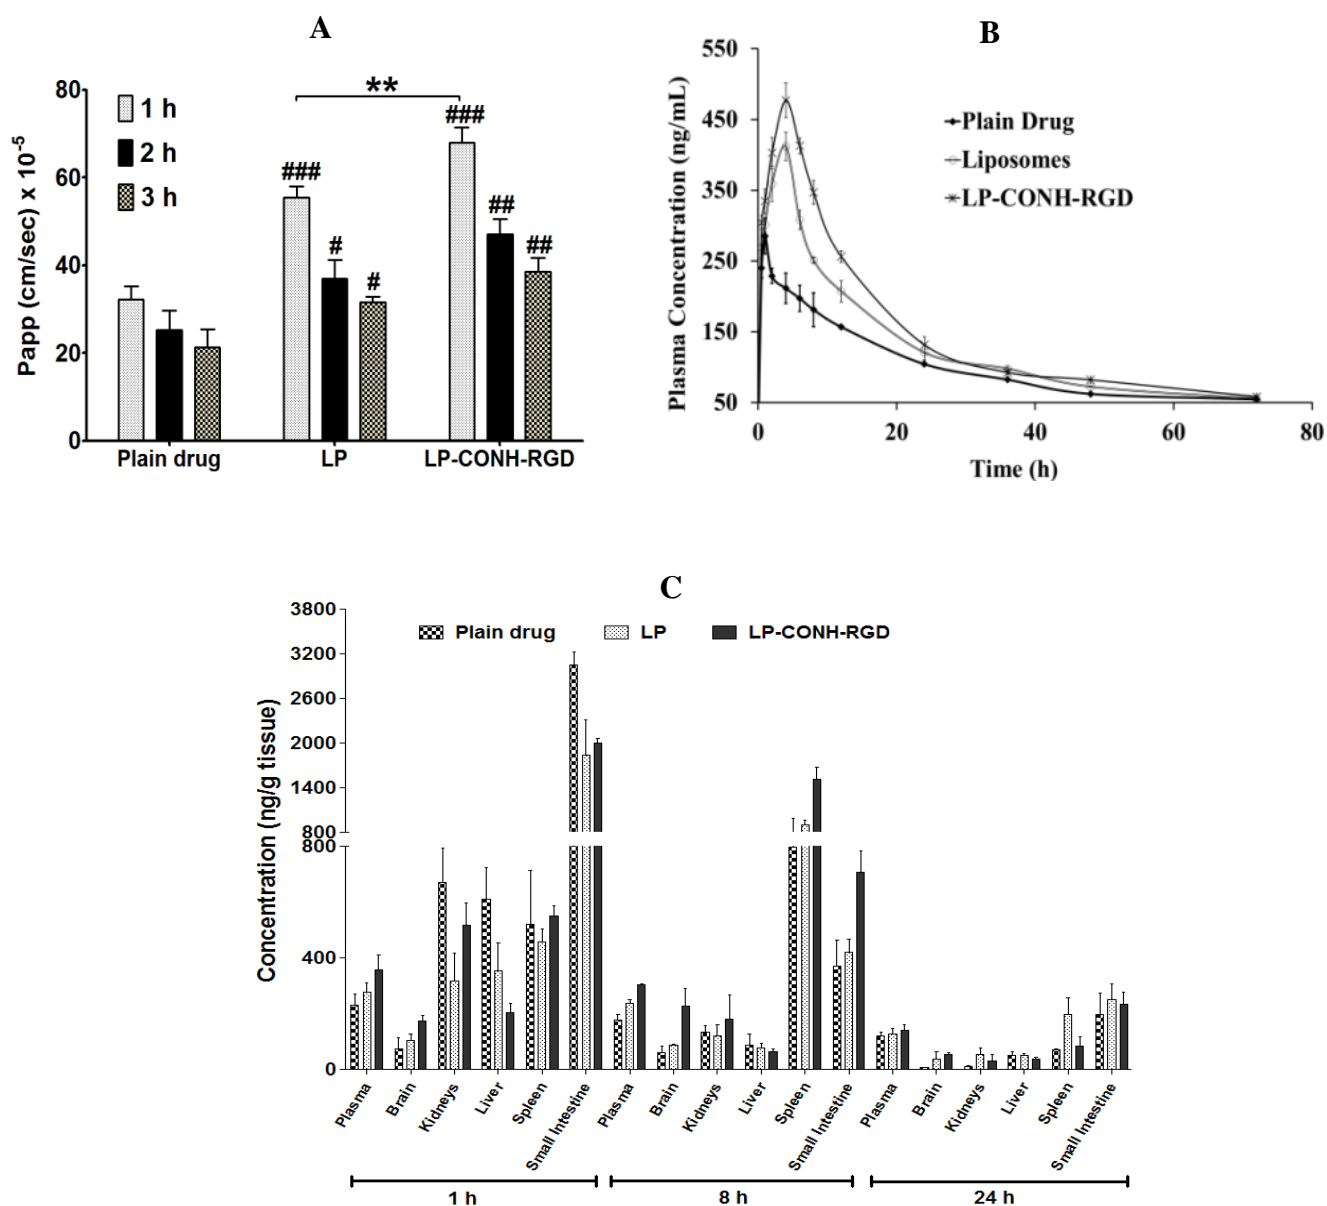 A
80
60
40
20
0
Papp (cm/sec) x 10-5
1 h
2 h
3 h
**
###
#
#
###
##
##
Plain drug
LP
LP-CONH-RGD
B
550
450
350
250
150
50
Plasma Concentration (ng/mL)
Plain Drug
Liposomes
LP-CONH-RGD
0
20
40
60
80
Time (h)
C
3800
3200
2600
2000
1400
800
800
400
0
Concentration (ng/g tissue)
Plain drug
LP
LP-CONH-RGD
Plasma
Brain
Kidneys
Liver
Spleen
Small Intestine
Plasma
Brain
Kidneys
Liver
Spleen
Small Intestine
Plasma
Brain
Kidneys
Liver
Spleen
Small Intestine
1 h
8 h
24 h